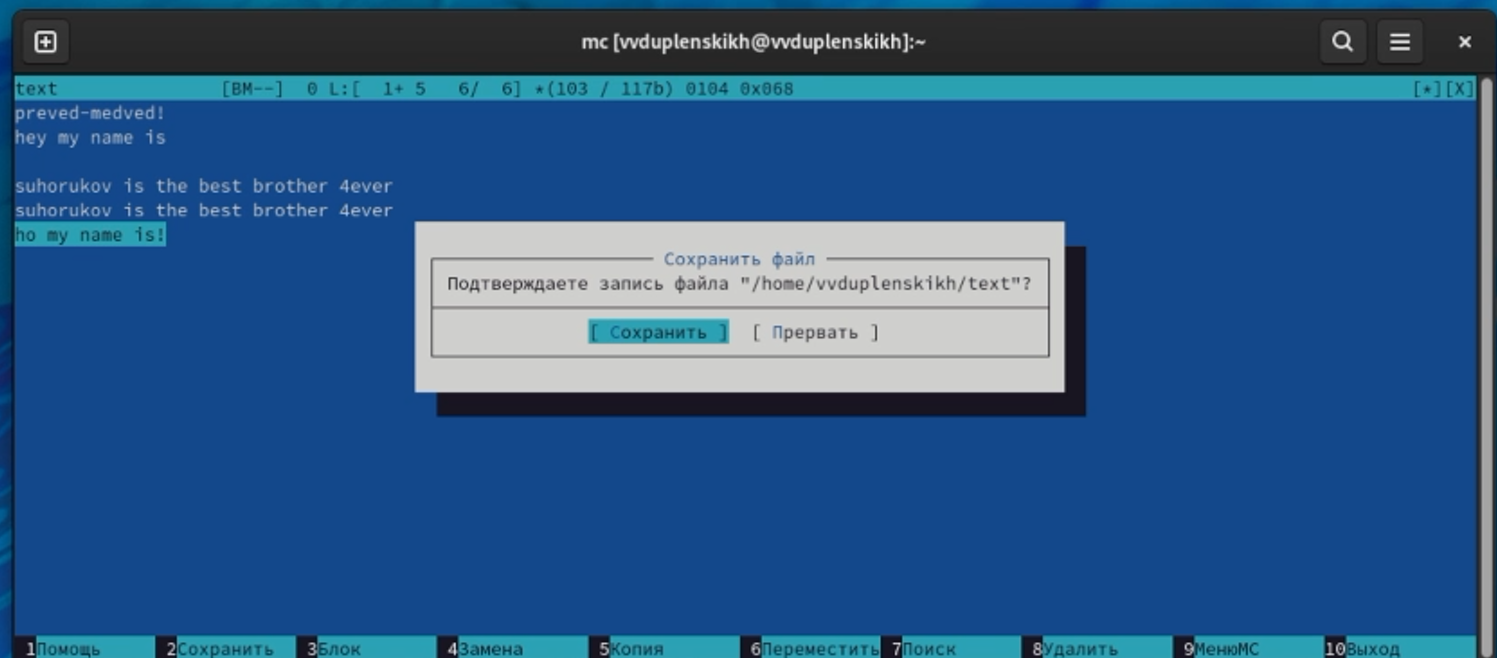 mc [vvduplenskikh@vvduplenskikh]:~
text [BM--] 0 L:[ 1+ 5 6/ 6] *(103 / 117b) 0104 0x068 [*][X]
preved-medved!
hey my name is
suhorukov is the best brother 4ever
suhorukov is the best brother 4ever
ho my name is!
Сохранить файл
Подтверждаете запись файла "/home/vvduplenskikh/text"?
[ Сохранить ] [ Прервать ]
1Помощь 2Сохранить 3Блок 4Замена 5Копия 6Переместить 7Поиск 8Удалить 9МенюМС 10Выход